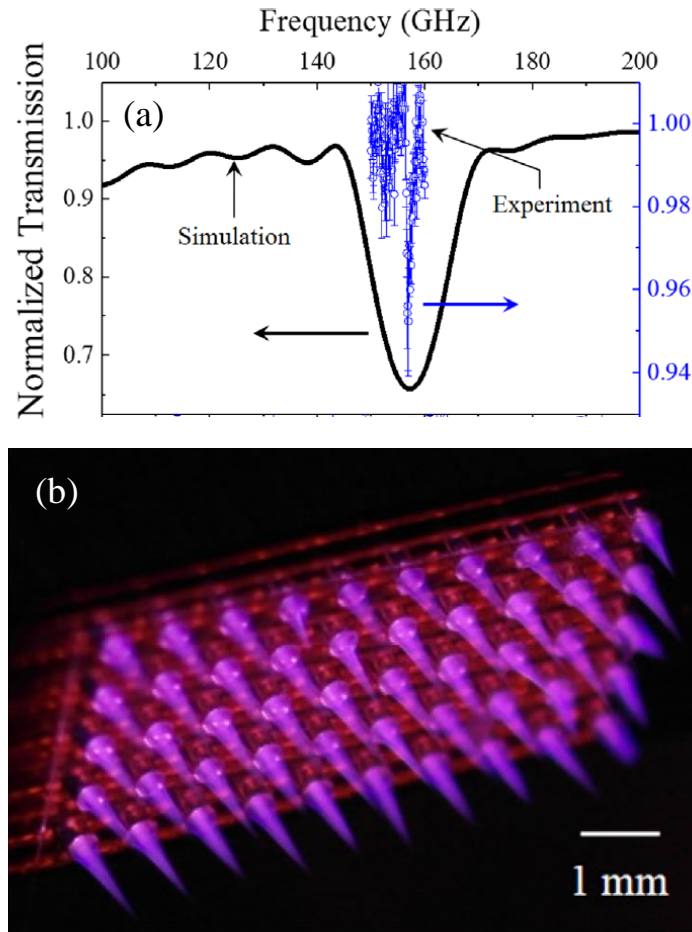 Frequency (GHz)
100 120 140 160 180 200
Normalized Transmission
(a)
1.0
0.9
0.8
0.7
1.00
0.98
0.96
0.94
Simulation
Experiment
(b)
1 mm